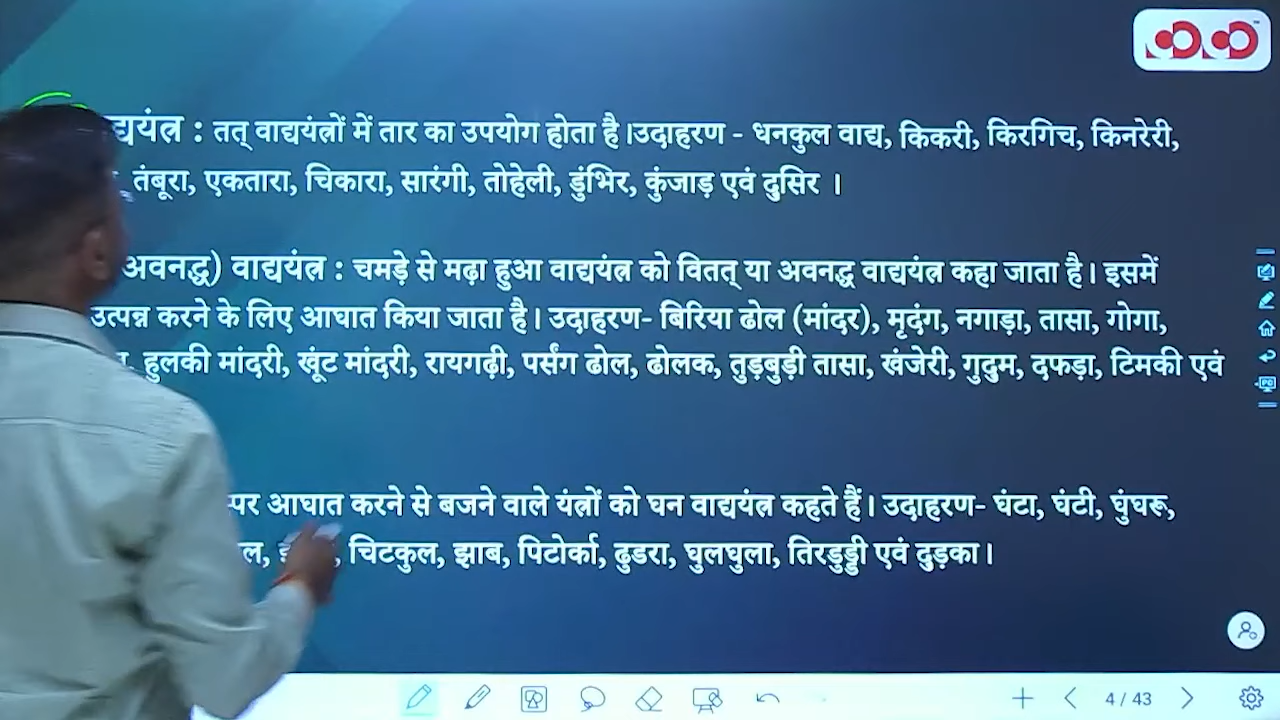 द्ययंत्र : तत् वाद्ययंत्रों में तार का उपयोग होता है।उदाहरण - धनकुल वाद्य, किकरी, किरगिच, किनरेरी,
तंबूरा, एकतारा, चिकारा, सारंगी, तोहेली, डुंभिर, कुंजाड़ एवं दुसिर ।
अवनद्ध) वाद्ययंत्र : चमड़े से मढ़ा हुआ वाद्ययंत्र को वितत् या अवनद्ध वाद्ययंत्र कहा जाता है। इसमें
उत्पन्न करने के लिए आघात किया जाता है। उदाहरण- बिरिया ढोल (मांदर), मृदंग, नगाड़ा, तासा, गोगा,
हुलकी मांदरी, खूंट मांदरी, रायगढ़ी, पर्संग ढोल, ढोलक, तुड़बुड़ी तासा, खंजेरी, गुदुम, दफड़ा, टिमकी एवं
पर आघात करने से बजने वाले यंत्रों को घन वाद्ययंत्र कहते हैं। उदाहरण- घंटा, घंटी, घुंघरू,
चिटकुल, झाब, पिटोर्का, ढुडरा, घुलघुला, तिरडुड्डी एवं दुड़का।
4 / 43